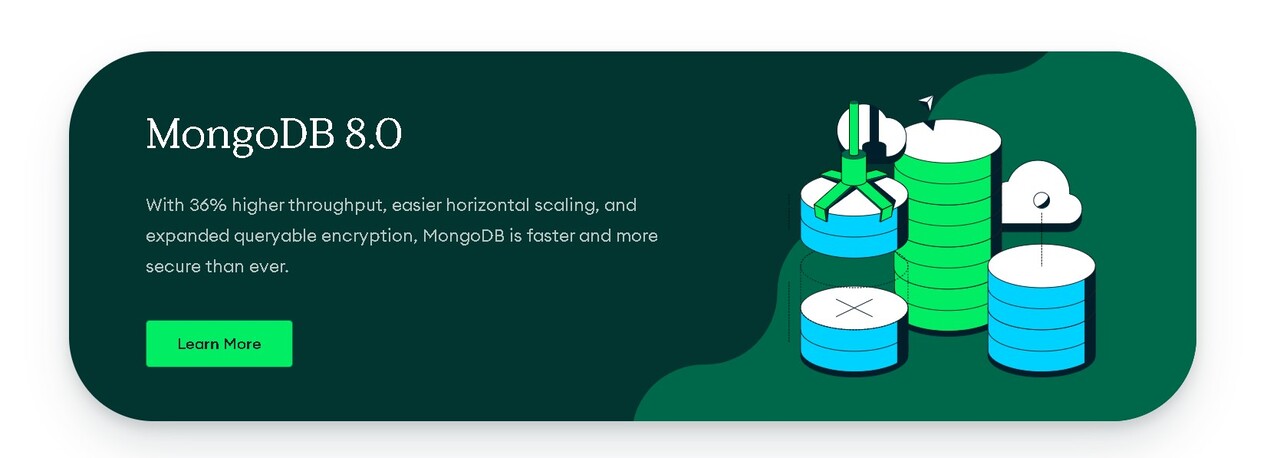 MongoDB 8.0
With 36% higher throughput, easier horizontal scaling, and
expanded queryable encryption, MongoDB is faster and more
secure than ever.
Learn More